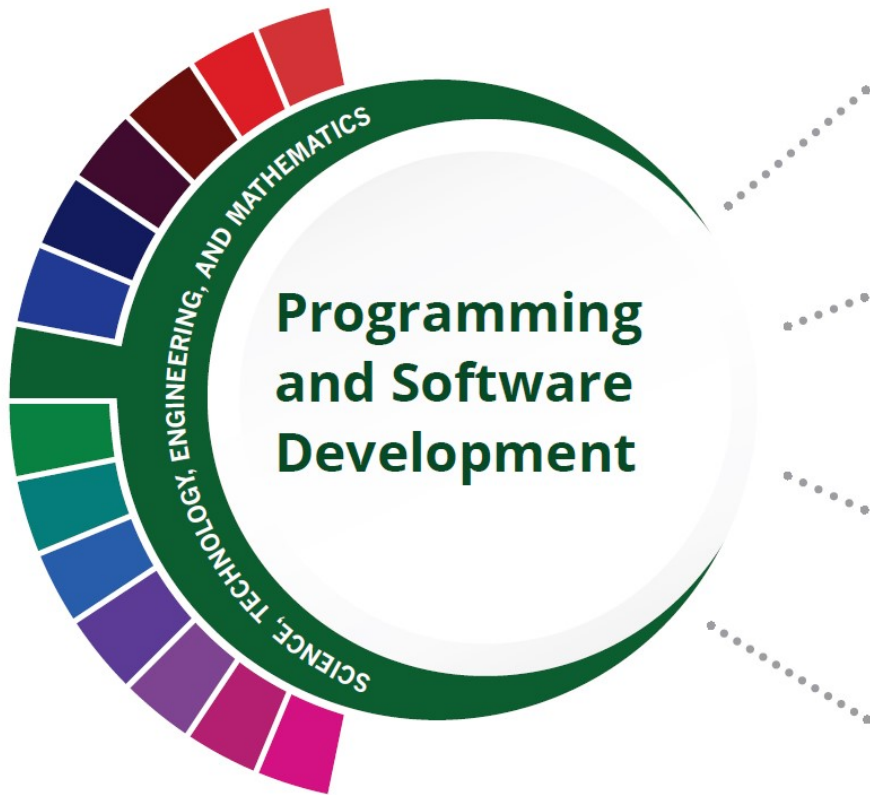 SCIENCE, TECHNOLOGY, ENGINEERING, AND MATHEMATICS
Programming
and Software
Development